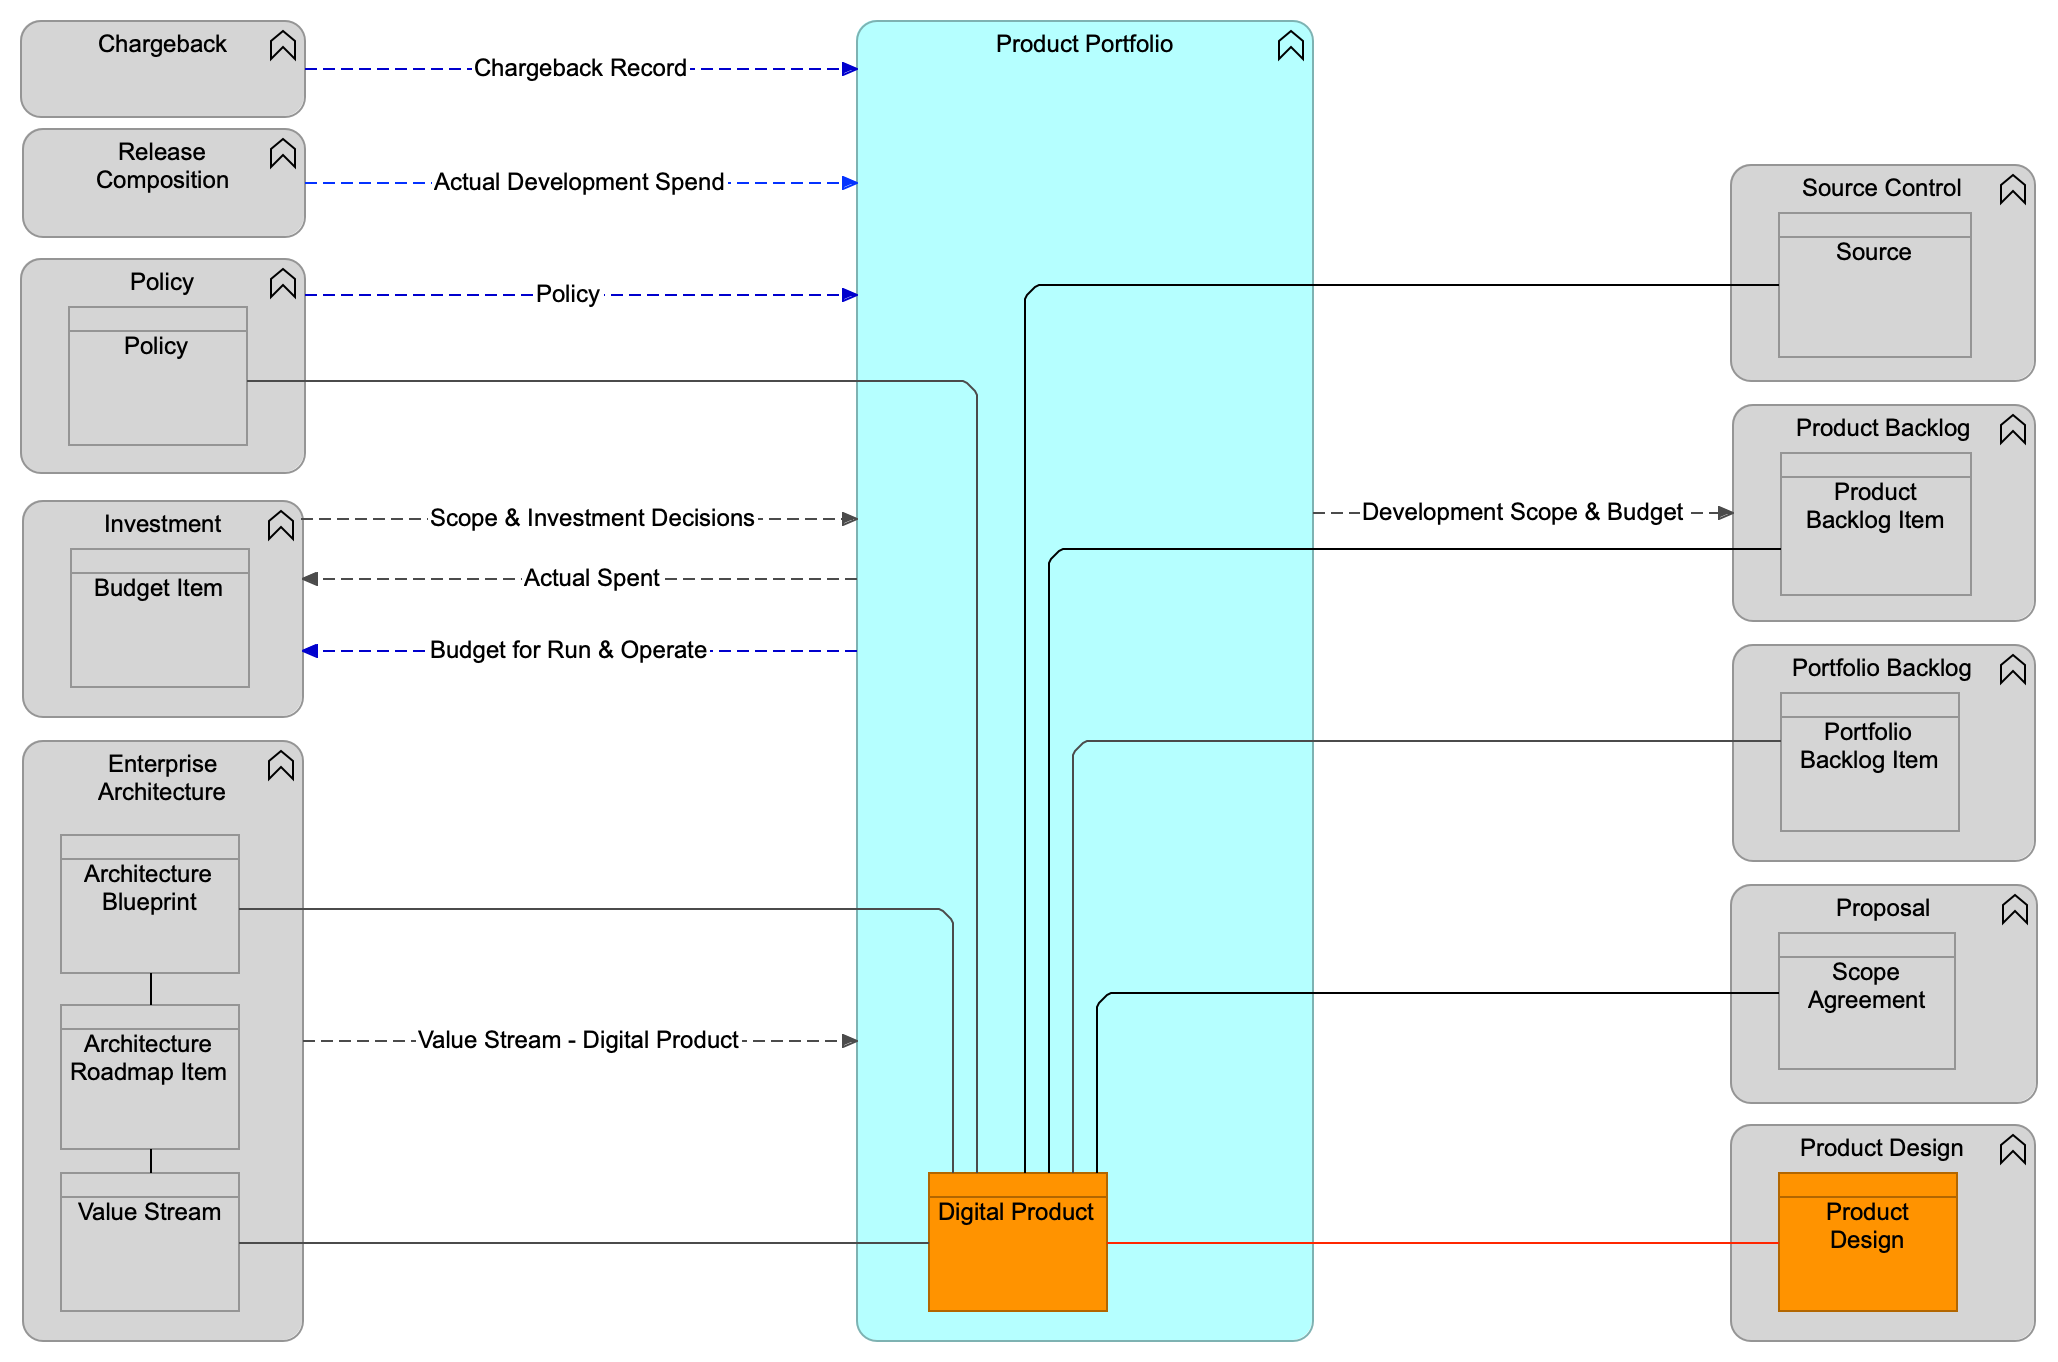 Chargeback
Chargeback Record
Product Portfolio
Release
Composition
Actual Development Spend
Policy
Policy
Policy
Investment
Budget Item
Scope & Investment Decisions
Actual Spent
Budget for Run & Operate
Enterprise
Architecture
Architecture
Blueprint
Architecture
Roadmap Item
Value Stream
Value Stream - Digital Product
Digital Product
Source Control
Source
Development Scope & Budget
Product Backlog
Product
Backlog Item
Portfolio Backlog
Portfolio
Backlog Item
Proposal
Scope
Agreement
Product Design
Product
Design